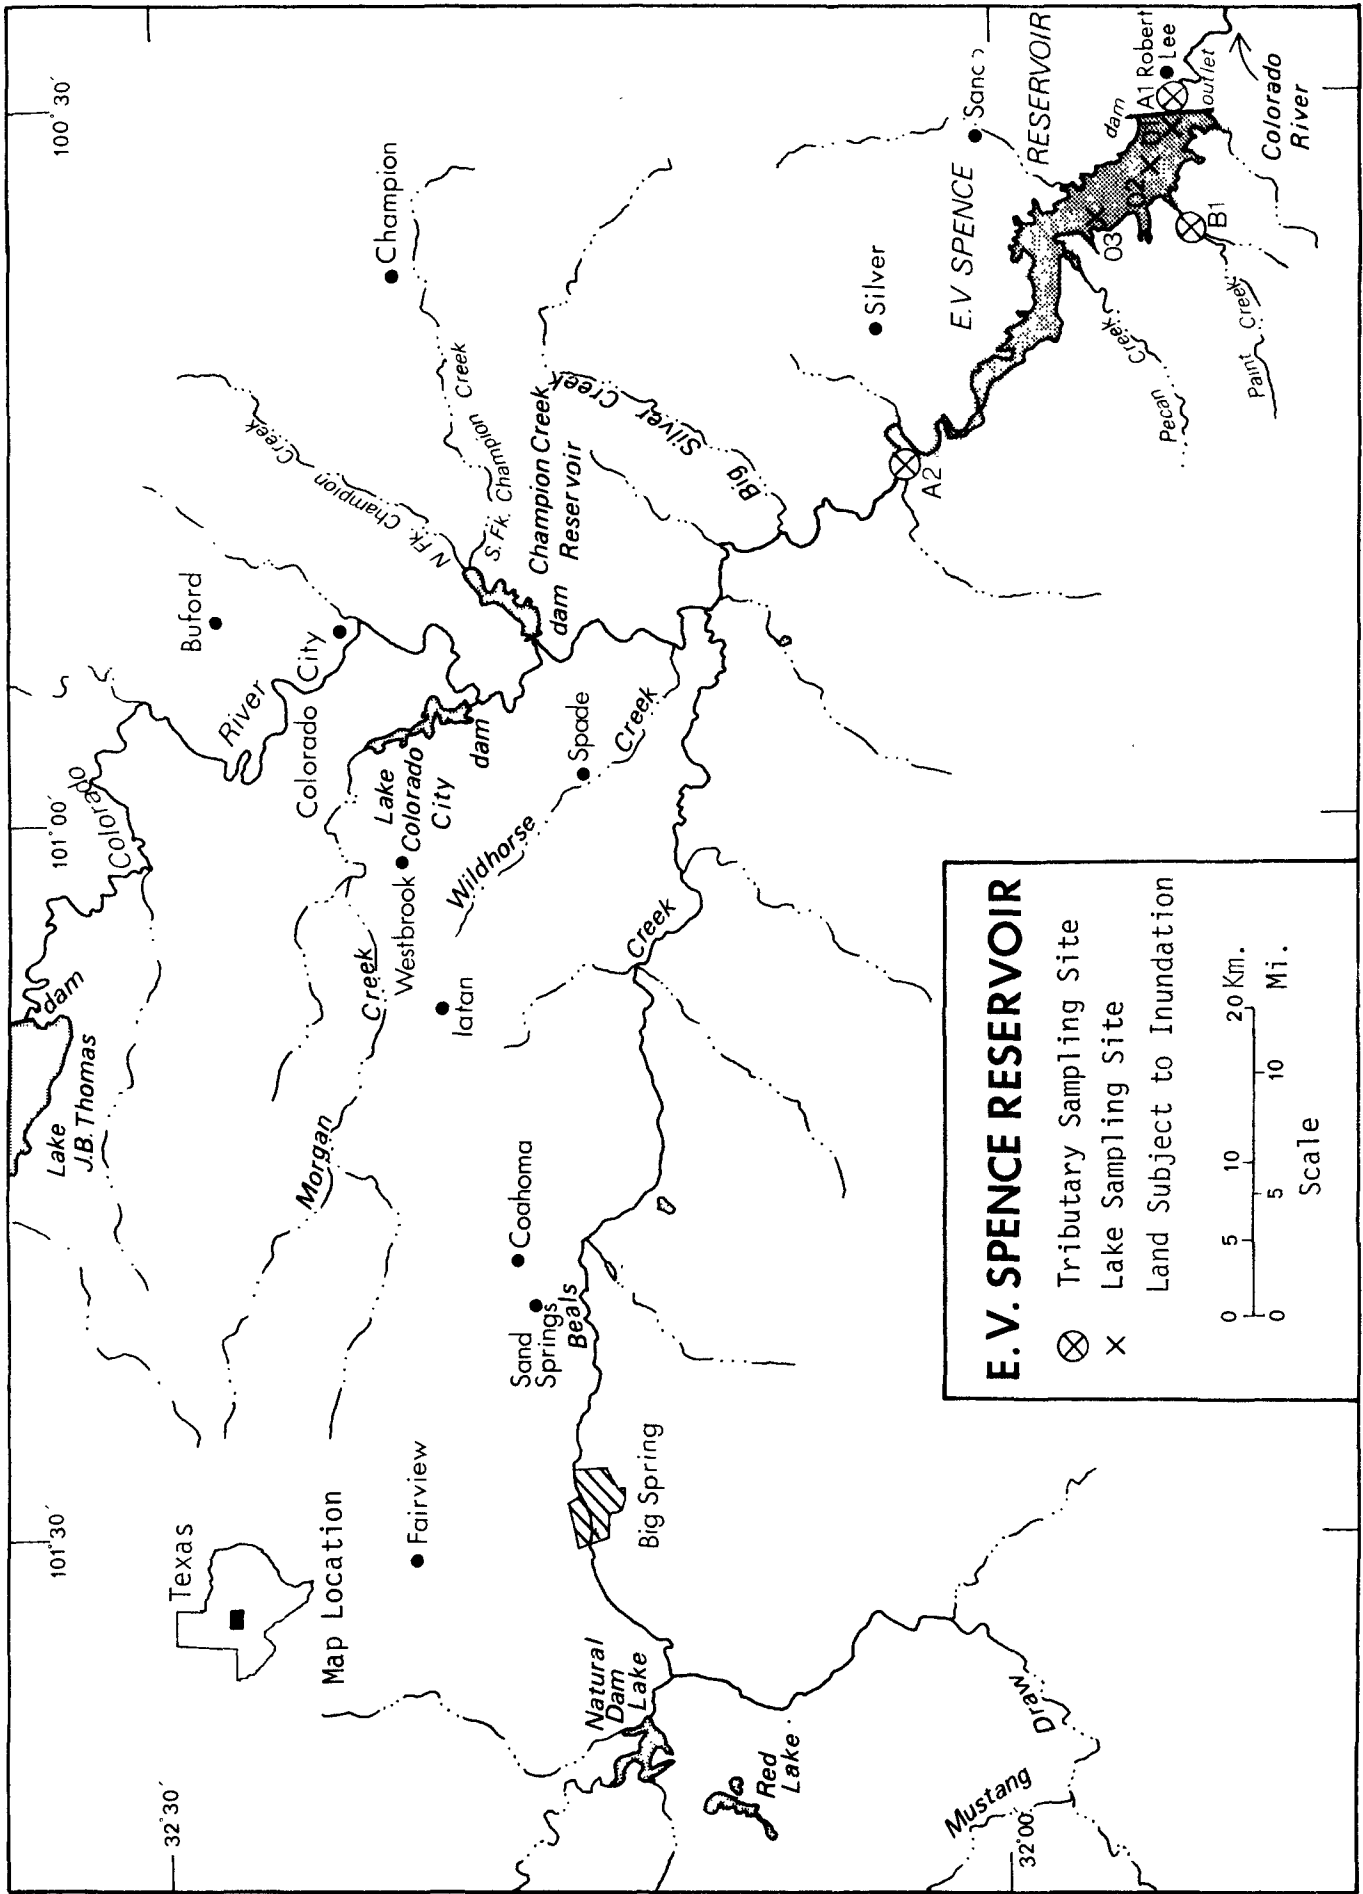 101°30′
101°00′
100°30′
32°30′
32°00′
Texas
Map Location
Lake
J.B. Thomas
dam
Colorado
River
Buford
Colorado
City
Champion
N Fk. Champion Creek
S. Fk. Champion Creek
Champion Creek
Reservoir
dam
Lake
Colorado
City
dam
Morgan
Creek
Westbrook
Iatan
Wildhorse
Creek
Spade
Fairview
Coahoma
Sand
Springs
Beals
Creek
Big Spring
Natural
Dam
Lake
Red
Lake
Mustang
Draw
Big Silver Creek
Silver
Sanc
E.V SPENCE RESERVOIR
A2
Pecan Creek
Paint Creek
B1
03
02
01
dam
A1
Robert
Lee
outlet
Colorado
River
E. V. SPENCE RESERVOIR
Tributary Sampling Site
Lake Sampling Site
Land Subject to Inundation
0 5 10 20 Km.
0 5 10 Mi.
Scale